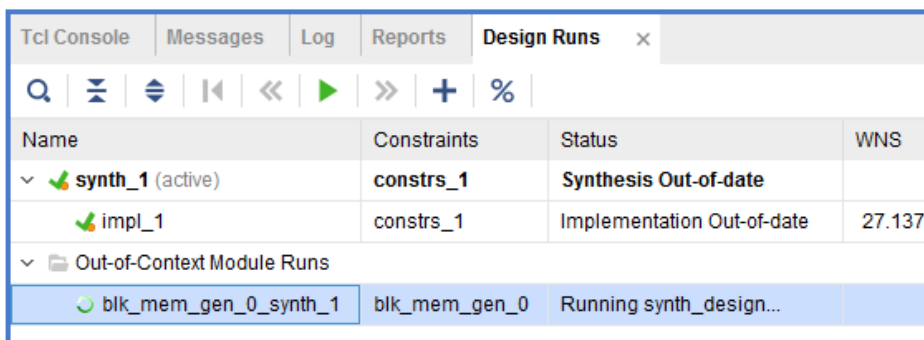 Tcl Console Messages Log Reports Design Runs ×
%
Name Constraints Status WNS
synth_1 (active) constrs_1 Synthesis Out-of-date
impl_1 constrs_1 Implementation Out-of-date 27.137
Out-of-Context Module Runs
blk_mem_gen_0_synth_1 blk_mem_gen_0 Running synth_design...